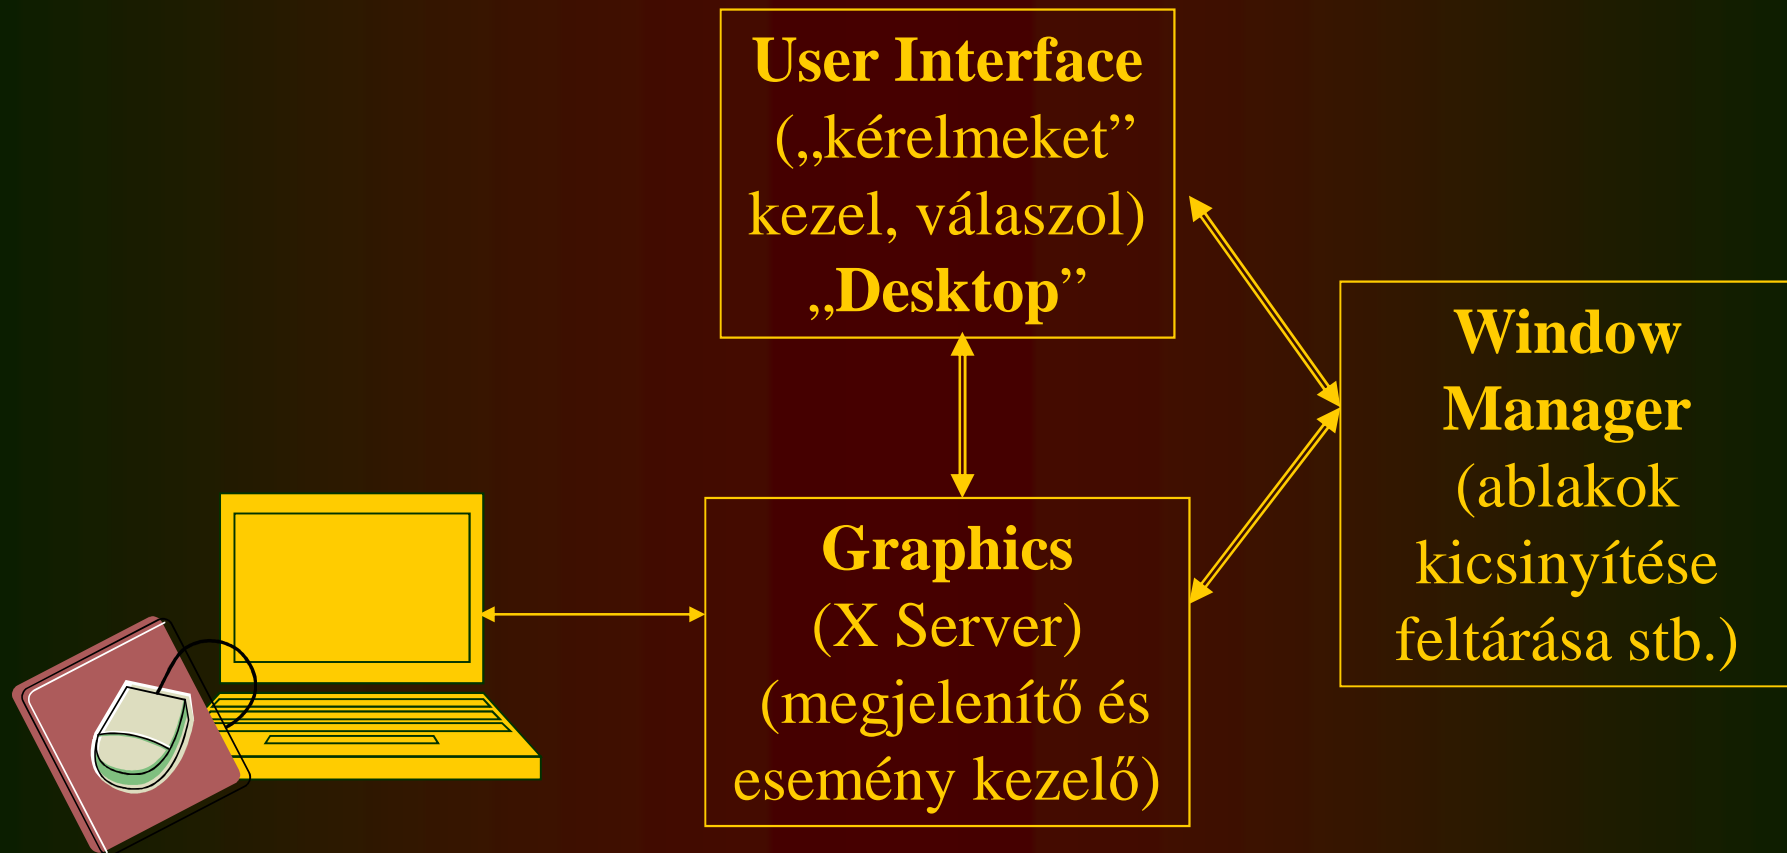 User Interface
(„kérelmeket”
kezel, válaszol)
„Desktop”
Window
Manager
(ablakok
kicsinyítése
feltárása stb.)
Graphics
(X Server)
(megjelenítő és
esemény kezelő)